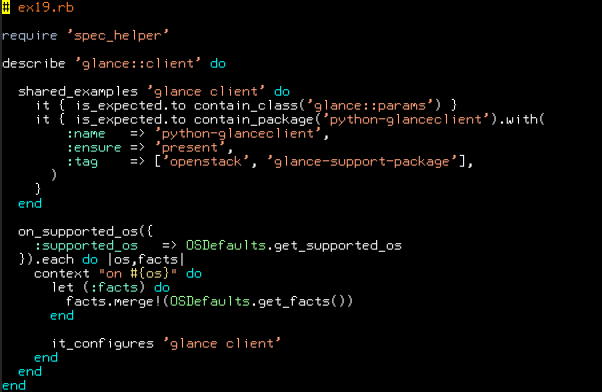 # ex19.rb

require 'spec_helper'

describe 'glance::client' do

  shared_examples 'glance client' do
    it { is_expected.to contain_class('glance::params') }
    it { is_expected.to contain_package('python-glanceclient').with(
        :name   => 'python-glanceclient',
        :ensure => 'present',
        :tag    => ['openstack', 'glance-support-package'],
      )
    }
  end

  on_supported_os({
    :supported_os   => OSDefaults.get_supported_os
  }).each do |os,facts|
    context "on #{os}" do
      let (:facts) do
        facts.merge!(OSDefaults.get_facts())
      end

      it_configures 'glance client'
    end
  end
end